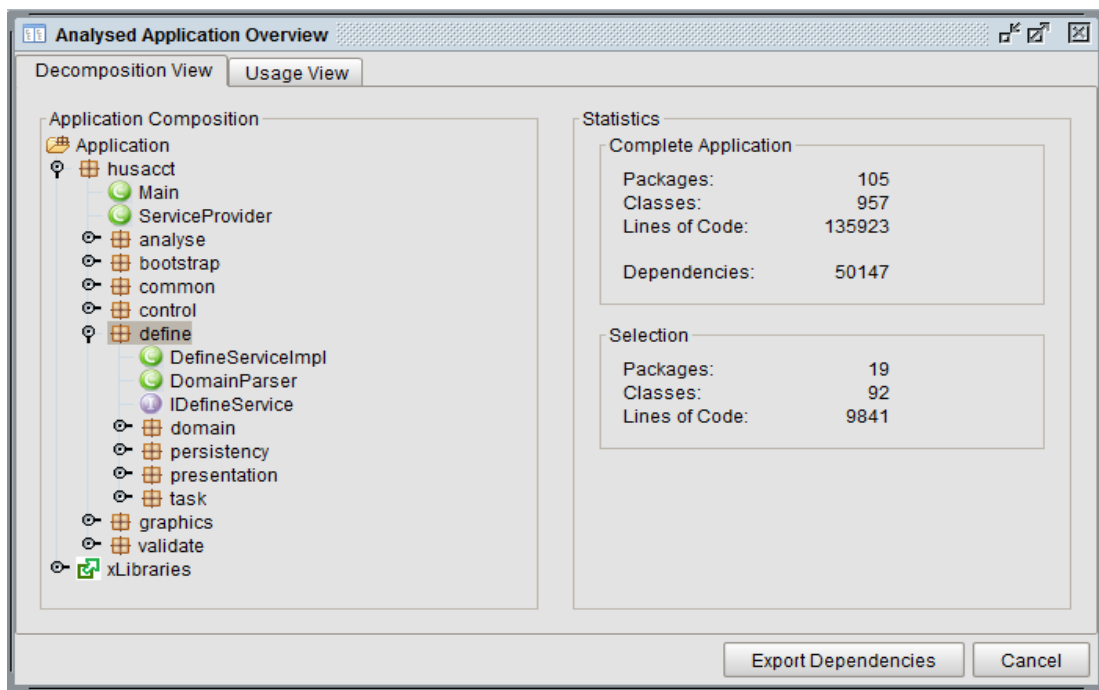 Analysed Application Overview
Decomposition View
Usage View
Application Composition
Application
husacct
Main
ServiceProvider
analyse
bootstrap
common
control
define
DefineServiceImpl
DomainParser
IDefineService
domain
persistency
presentation
task
graphics
validate
xLibraries
Statistics
Complete Application
Packages: 105
Classes: 957
Lines of Code: 135923
Dependencies: 50147
Selection
Packages: 19
Classes: 92
Lines of Code: 9841
Export Dependencies
Cancel